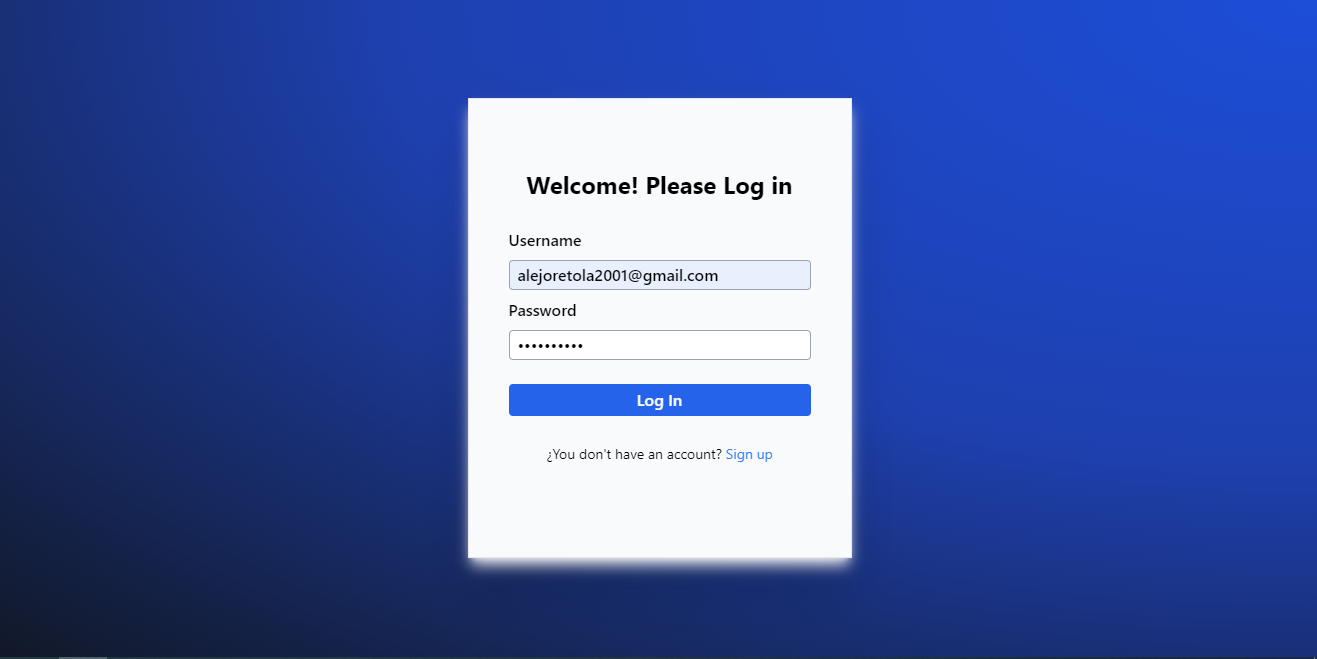 Welcome! Please Log in
Username
alejoretola2001@gmail.com
Password
••••••••••
Log In
¿You don't have an account? Sign up